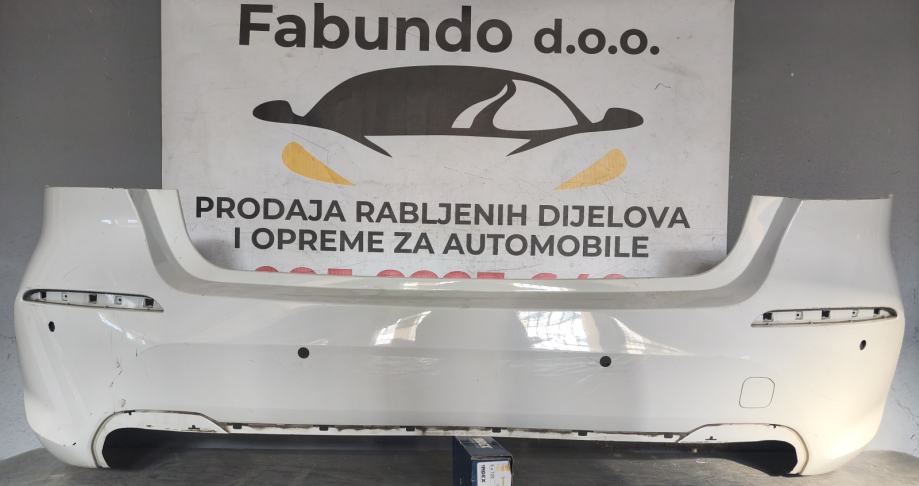 Fabundo d.o.o.
PRODAJA RABLJENIH DIJELOVA
I OPREME ZA AUTOMOBILE